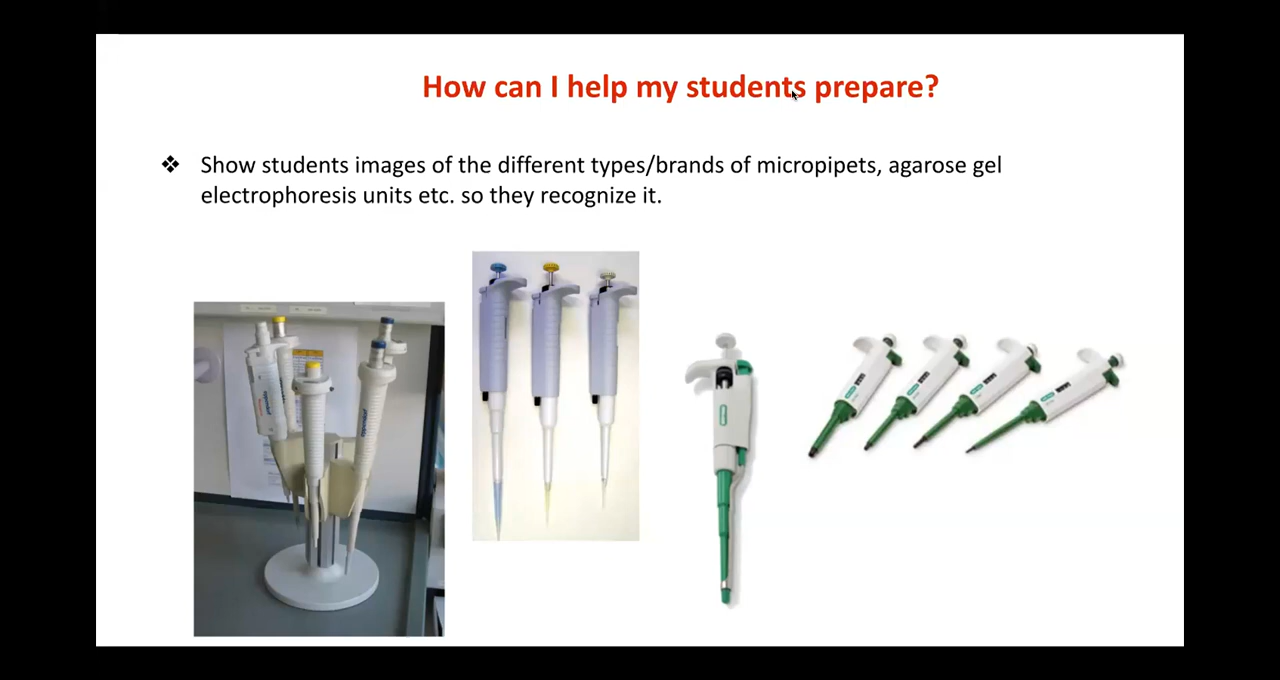 How can I help my students prepare?
❖ Show students images of the different types/brands of micropipets, agarose gel
electrophoresis units etc. so they recognize it.